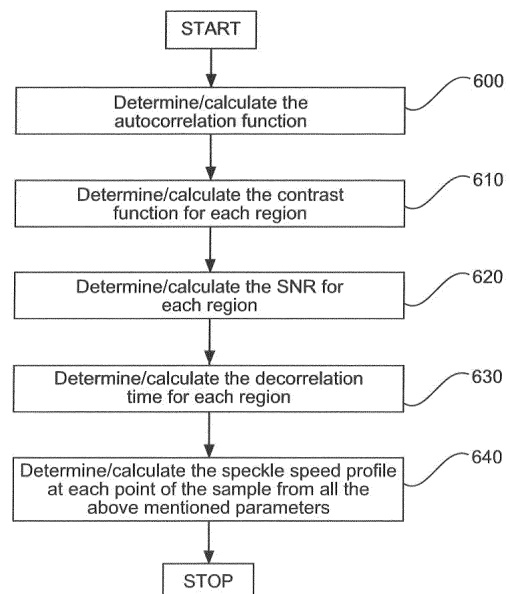 START
600
Determine/calculate the
autocorrelation function
610
Determine/calculate the contrast
function for each region
620
Determine/calculate the SNR for
each region
630
Determine/calculate the decorrelation
time for each region
640
Determine/calculate the speckle speed profile
at each point of the sample from all the
above mentioned parameters
STOP